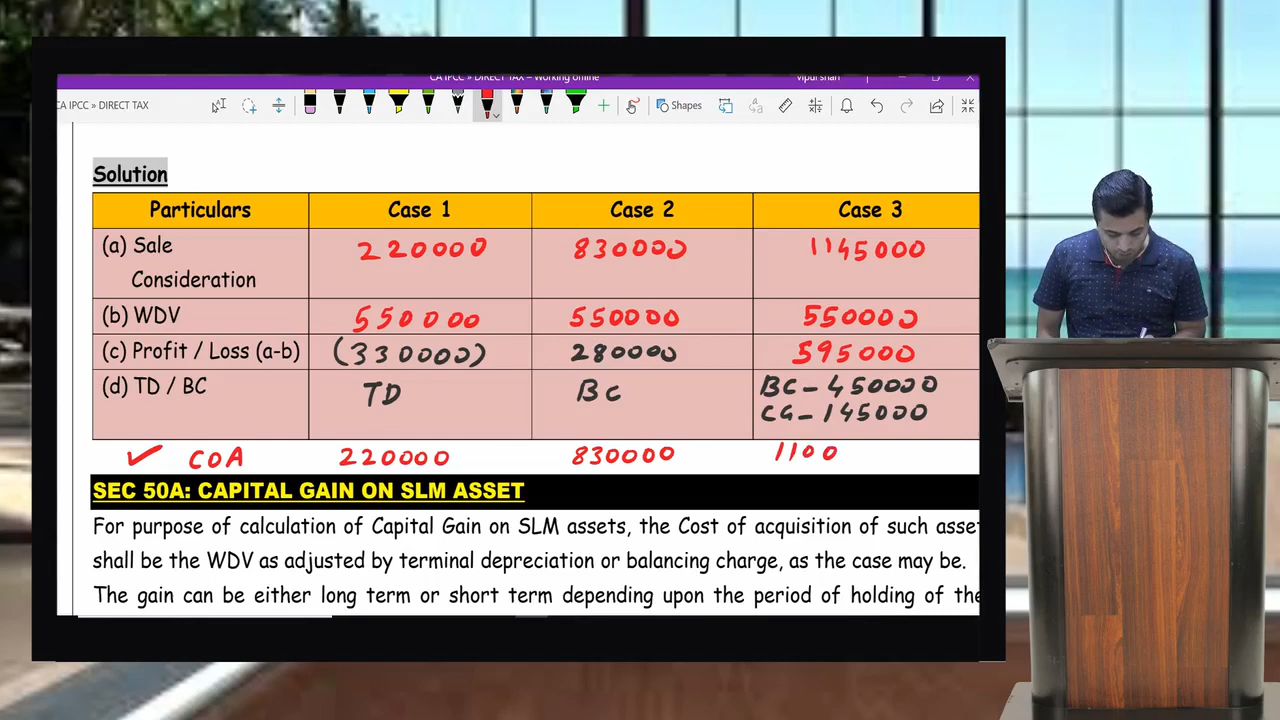 CA IPCC » DIRECT TAX – Working online
vipul shah
CA IPCC » DIRECT TAX
Shapes
Solution
Particulars Case 1 Case 2 Case 3
(a) Sale Consideration 220000 830000 1145000
(b) WDV 550000 550000 550000
(c) Profit / Loss (a-b) (330000) 280000 595000
(d) TD / BC TD BC BC - 450000
CG - 145000
✓ COA 220000 830000 1100
SEC 50A: CAPITAL GAIN ON SLM ASSET
For purpose of calculation of Capital Gain on SLM assets, the Cost of acquisition of such asset
shall be the WDV as adjusted by terminal depreciation or balancing charge, as the case may be.
The gain can be either long term or short term depending upon the period of holding of the